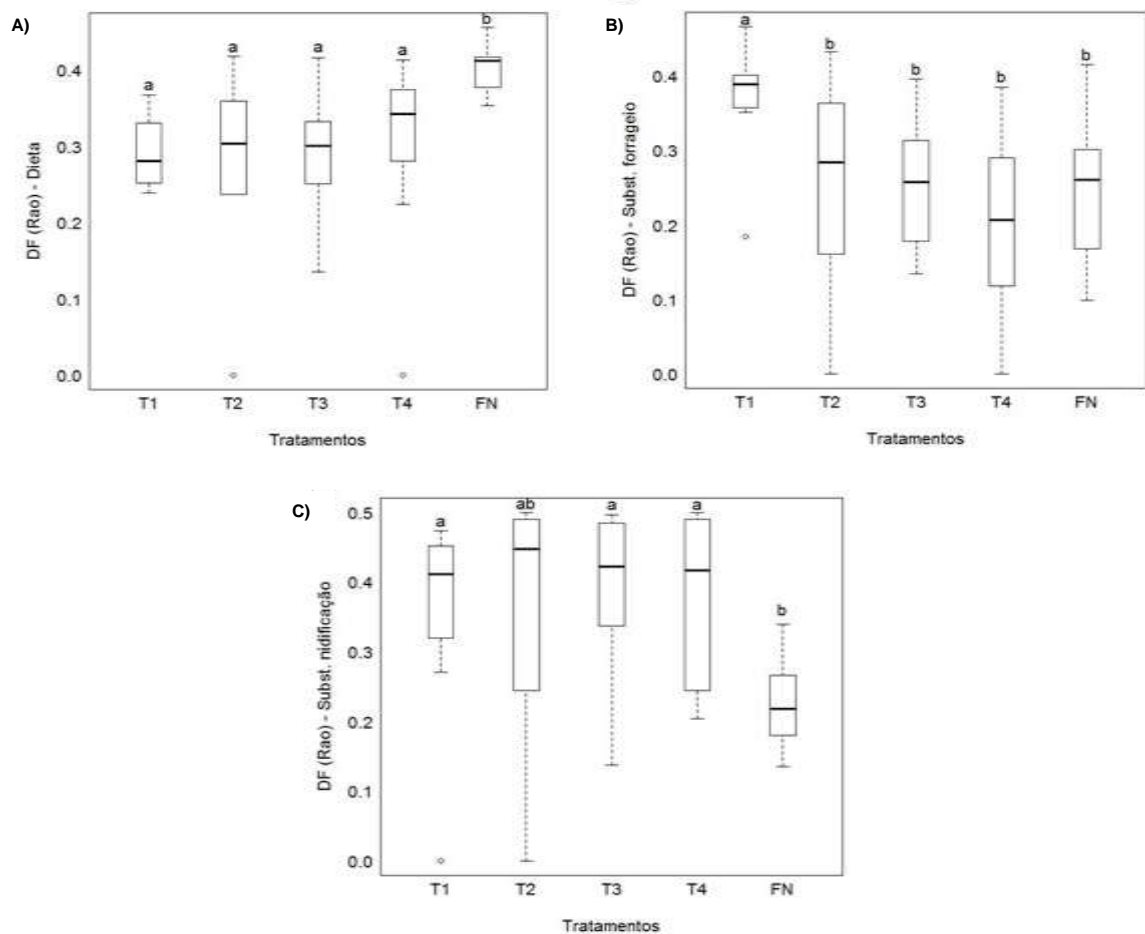 A)
DF (Rao) - Dieta
0.4
0.3
0.2
0.1
0.0
a
a
a
a
b
T1
T2
T3
T4
FN
Tratamentos
B)
DF (Rao) - Subst. forrageio
0.4
0.3
0.2
0.1
0.0
a
b
b
b
b
T1
T2
T3
T4
FN
Tratamentos
C)
DF (Rao) - Subst. nidificação
0.5
0.4
0.3
0.2
0.1
0.0
a
ab
a
a
b
T1
T2
T3
T4
FN
Tratamentos